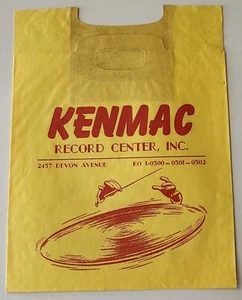 KENMAC
RECORD CENTER, INC.
2457 DEVON AVENUE RO 1-0500-0501-0502